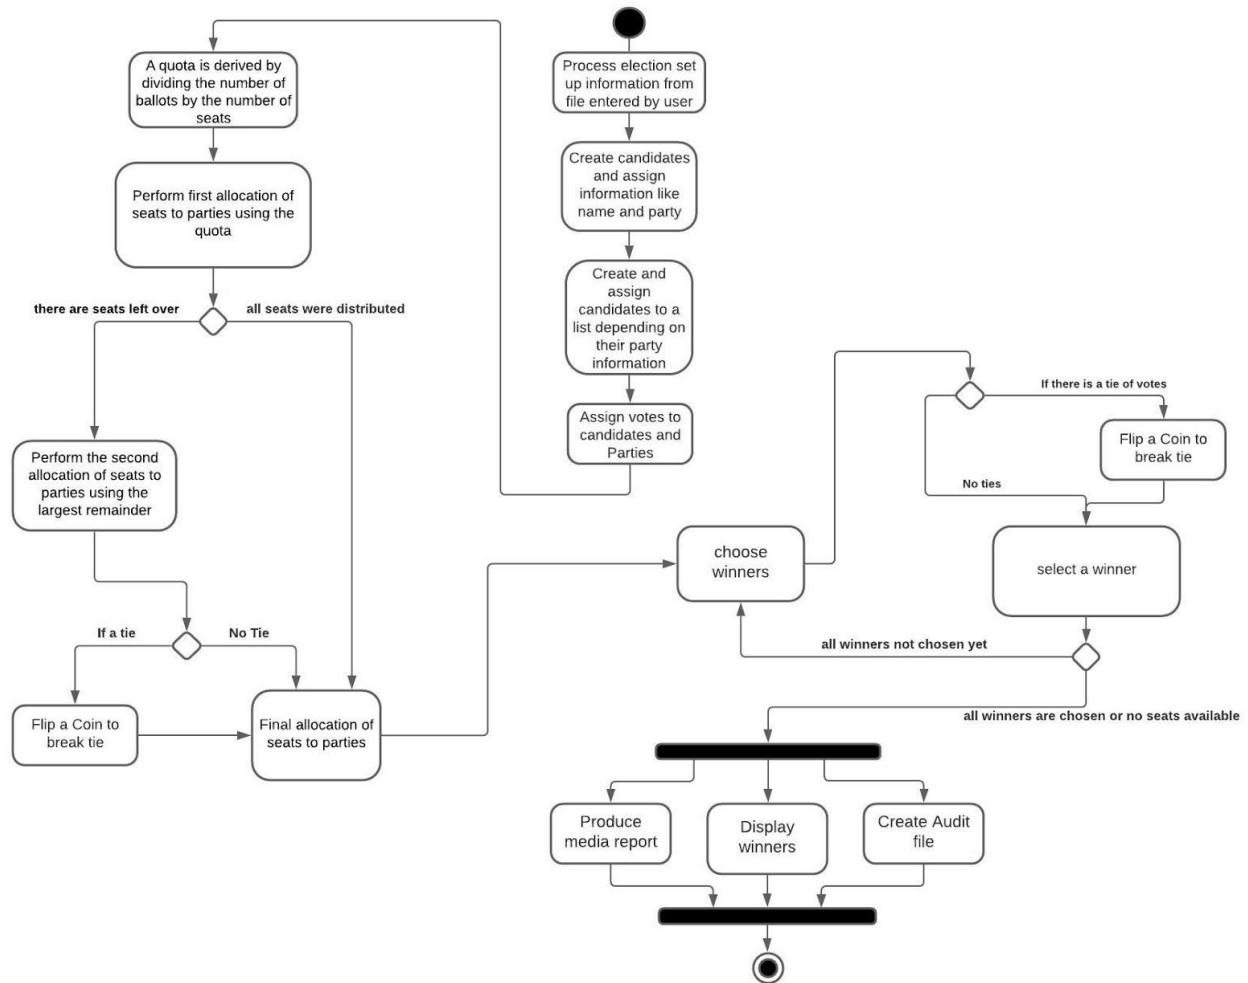 Process election set
up information from
file entered by user
Create candidates
and assign
information like
name and party
Create and
assign
candidates to a
list depending on
their party
information
Assign votes to
candidates and
Parties
A quota is derived by
dividing the number of
ballots by the number of
seats
Perform first allocation of
seats to parties using the
quota
there are seats left over
all seats were distributed
Perform the second
allocation of seats to
parties using the
largest remainder
If a tie
No Tie
Flip a Coin to
break tie
Final allocation of
seats to parties
choose
winners
If there is a tie of votes
Flip a Coin to
break tie
No ties
select a winner
all winners not chosen yet
all winners are chosen or no seats available
Produce
media report
Display
winners
Create Audit
file